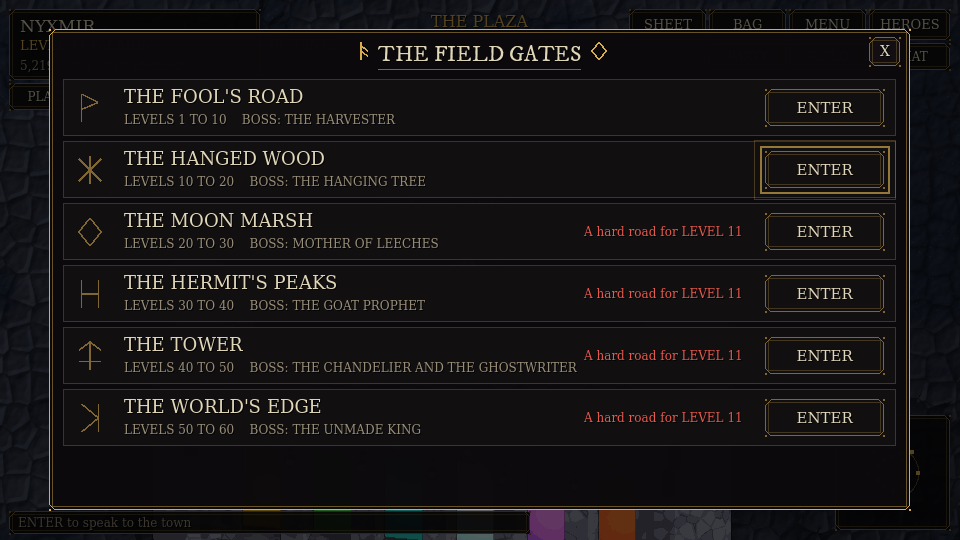 NYXMIR
THE PLAZA
SHEET
BAG
MENU
HEROES
LEV
5,219
PLA
AT
THE FIELD GATES
X
THE FOOL'S ROAD
LEVELS 1 TO 10 BOSS: THE HARVESTER
ENTER
THE HANGED WOOD
LEVELS 10 TO 20 BOSS: THE HANGING TREE
ENTER
THE MOON MARSH
LEVELS 20 TO 30 BOSS: MOTHER OF LEECHES
A hard road for LEVEL 11
ENTER
THE HERMIT'S PEAKS
LEVELS 30 TO 40 BOSS: THE GOAT PROPHET
A hard road for LEVEL 11
ENTER
THE TOWER
LEVELS 40 TO 50 BOSS: THE CHANDELIER AND THE GHOSTWRITER
A hard road for LEVEL 11
ENTER
THE WORLD'S EDGE
LEVELS 50 TO 60 BOSS: THE UNMADE KING
A hard road for LEVEL 11
ENTER
ENTER to speak to the town